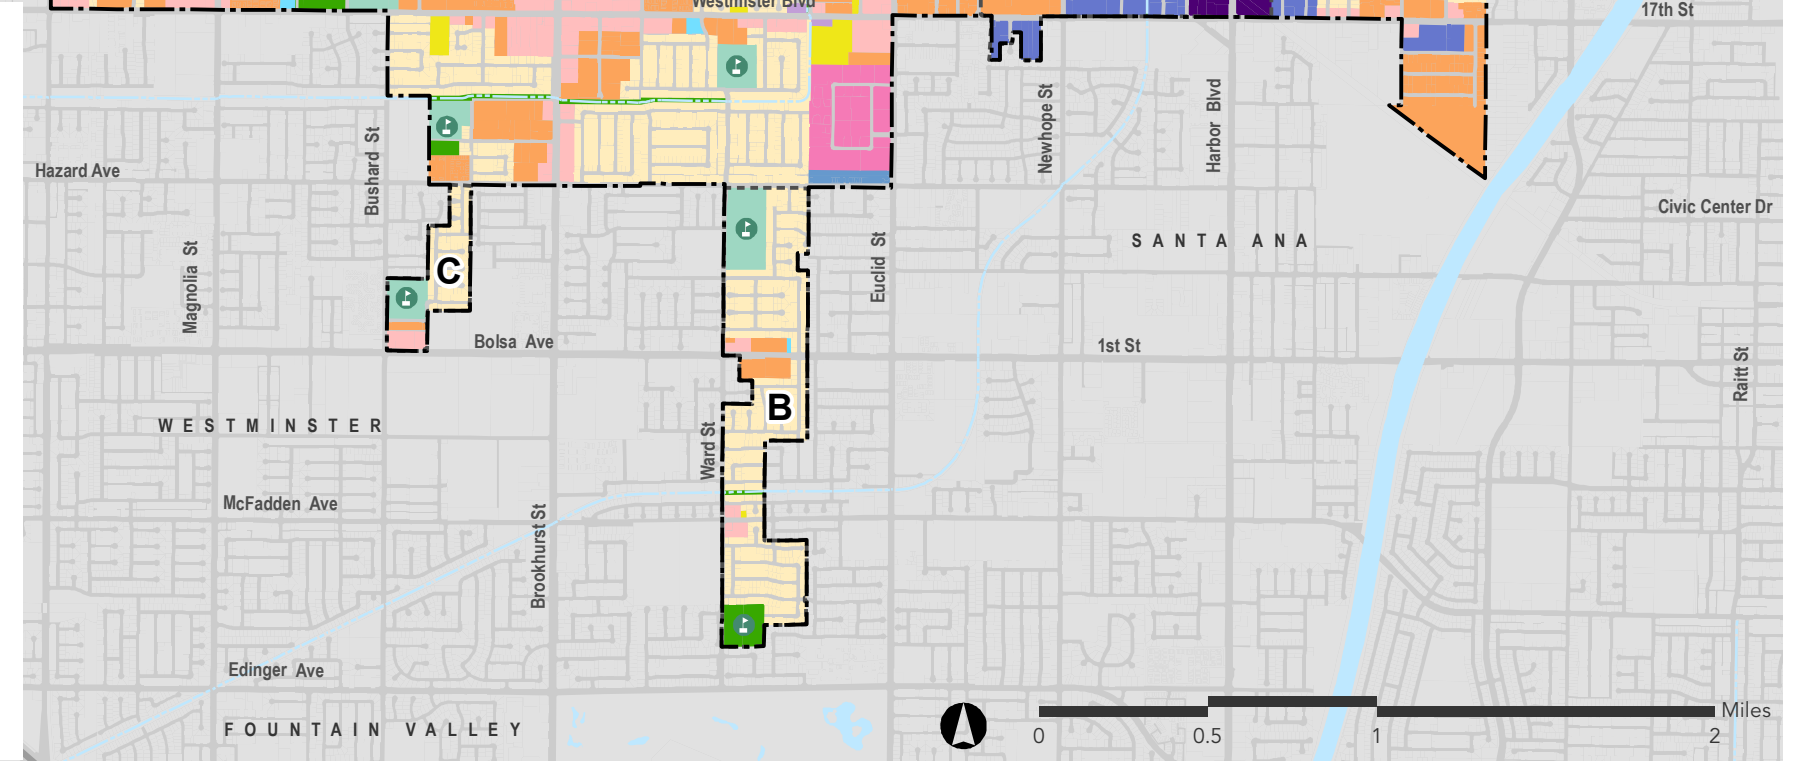 Westminster Blvd
17th St
Hazard Ave
Bushard St
Newhope St
Harbor Blvd
Civic Center Dr
Magnolia St
Euclid St
SANTA ANA
C
Bolsa Ave
1st St
Raitt St
B
WESTMINSTER
Ward St
McFadden Ave
Brookhurst St
Edinger Ave
FOUNTAIN VALLEY
Miles
0 0.5 1 2